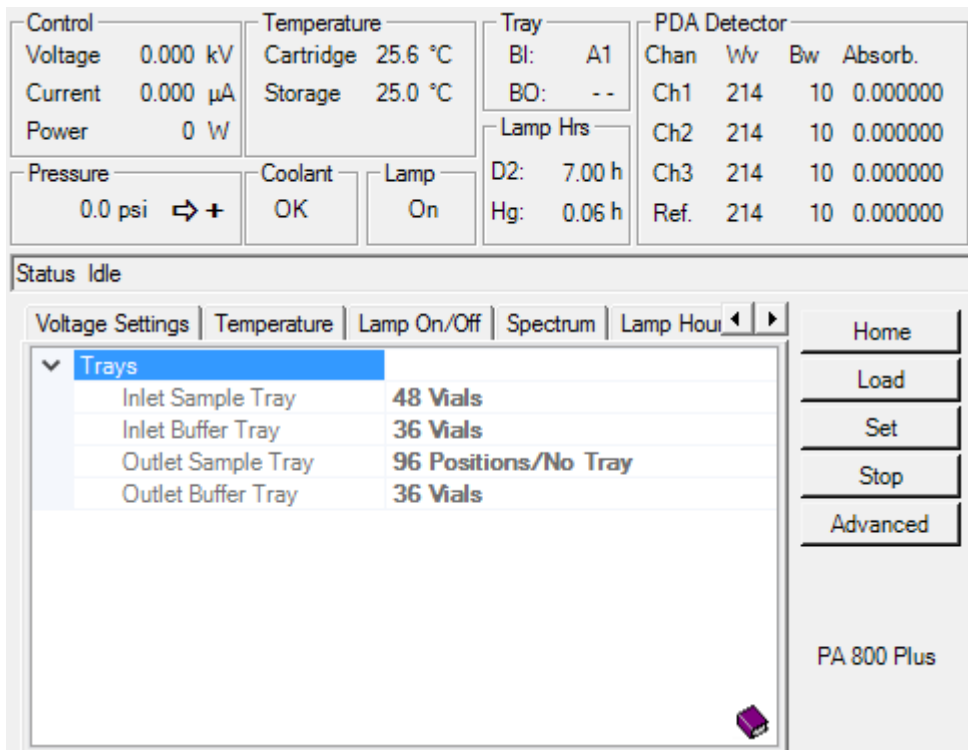 Control
Voltage 0.000 kV
Current 0.000 µA
Power 0 W
Temperature
Cartridge 25.6 °C
Storage 25.0 °C
Tray
BI: A1
BO: - -
PDA Detector
Chan Wv Bw Absorb.
Ch1 214 10 0.000000
Ch2 214 10 0.000000
Ch3 214 10 0.000000
Ref. 214 10 0.000000
Pressure
0.0 psi
Coolant
OK
Lamp
On
Lamp Hrs
D2: 7.00 h
Hg: 0.06 h
Status Idle
Voltage Settings Temperature Lamp On/Off Spectrum Lamp Hou
Trays
Inlet Sample Tray 48 Vials
Inlet Buffer Tray 36 Vials
Outlet Sample Tray 96 Positions/No Tray
Outlet Buffer Tray 36 Vials
Home
Load
Set
Stop
Advanced
PA 800 Plus